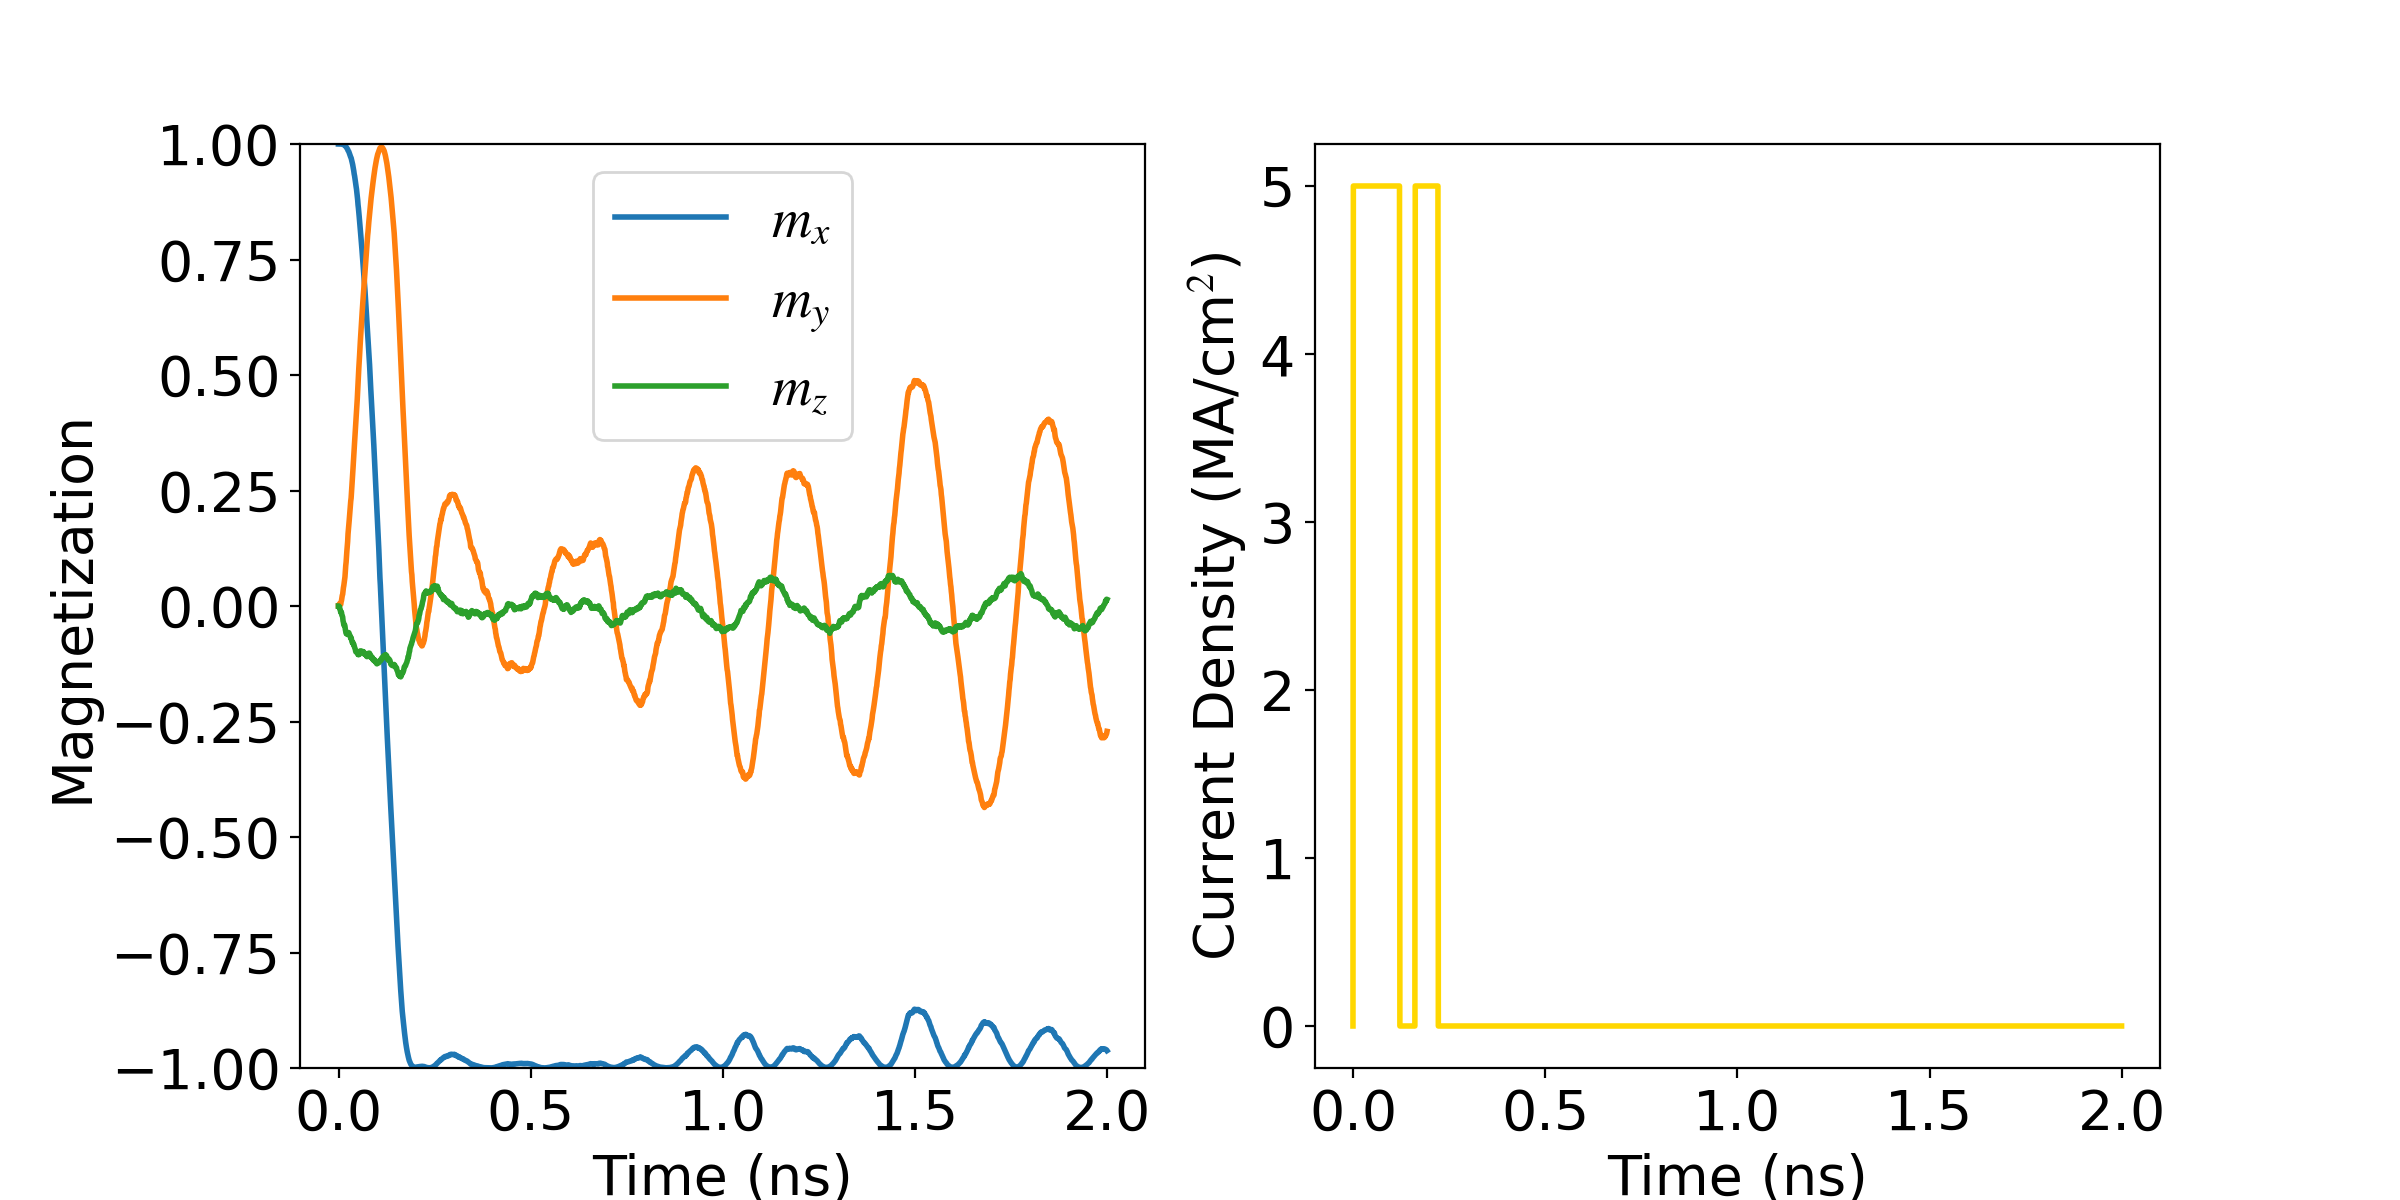 1.00
0.75
0.50
0.25
0.00
−0.25
−0.50
−0.75
−1.00
Magnetization
0.0 0.5 1.0 1.5 2.0
Time (ns)
m_x
m_y
m_z
5
4
3
2
1
0
Current Density (MA/cm²)
0.0 0.5 1.0 1.5 2.0
Time (ns)